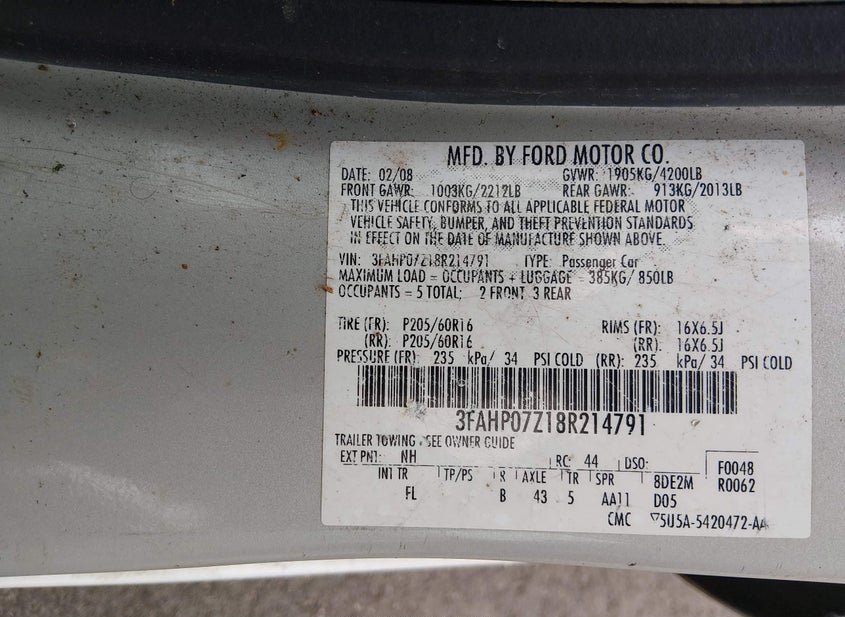 MFD. BY FORD MOTOR CO.
DATE: 02/08 GVWR: 1905KG/4200LB
FRONT GAWR: 1003KG/2212LB REAR GAWR: 913KG/2013LB
THIS VEHICLE CONFORMS TO ALL APPLICABLE FEDERAL MOTOR
VEHICLE SAFETY, BUMPER, AND THEFT PREVENTION STANDARDS
IN EFFECT ON THE DATE OF MANUFACTURE SHOWN ABOVE.
VIN: 3FAHP07Z18R214791 TYPE: Passenger Car
MAXIMUM LOAD = OCCUPANTS + LUGGAGE = 385KG/ 850LB
OCCUPANTS = 5 TOTAL; 2 FRONT 3 REAR
TIRE (FR): P205/60R16 RIMS (FR): 16X6.5J
(RR): P205/60R16 (RR): 16X6.5J
PRESSURE (FR): 235 kPa/ 34 PSI COLD (RR): 235 kPa/ 34 PSI COLD
3FAHP07Z18R214791
TRAILER TOWING - SEE OWNER GUIDE
EXT PNT: NH RC: 44 DSO: F0048
INT TR TP/PS R AXLE TR SPR 8DE2M R0062
FL B 43 5 AA11 D05
CMC 5U5A-5420472-AA